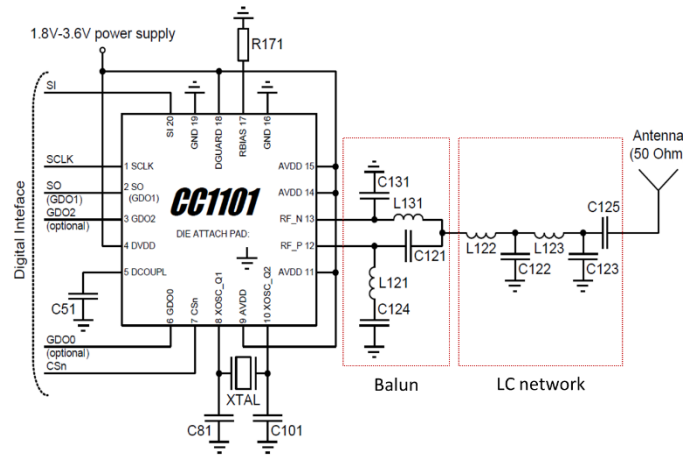 1.8V-3.6V power supply
R171
SI
SI 20
GND 19
DGUARD 18
RBIAS 17
GND 16
Antenna
(50 Ohm
SCLK
1 SCLK
AVDD 15
C131
SO
(GDO1)
2 SO
(GDO1)
CC1101
AVDD 14
L131
C125
GDO2
(optional)
3 GDO2
RF_N 13
DIE ATTACH PAD:
4 DVDD
RF_P 12
C121
L122
L123
5 DCOUPL
AVDD 11
L121
C122
C123
Digital Inteface
C51
6 GDO0
7 CSn
8 XOSC_Q1
9 AVDD
10 XOSC_Q2
C124
GDO0
(optional)
CSn
XTAL
Balun
LC network
C81
C101